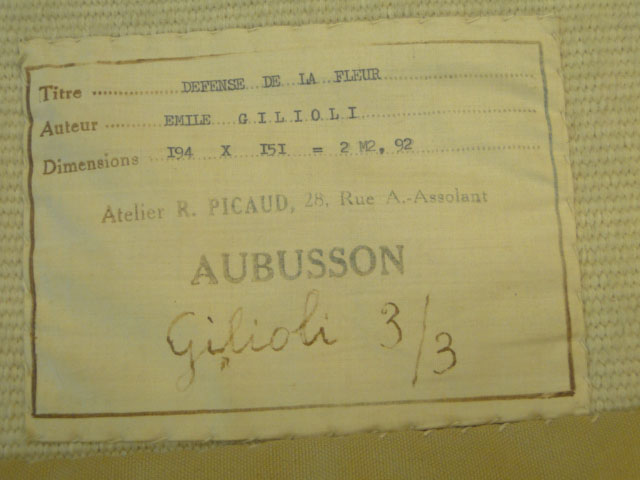 Titre DEFENSE DE LA FLEUR
Auteur EMILE GILIOLI
Dimensions I94 X I5I = 2 M2, 92
Atelier R. PICAUD, 28, Rue A.-Assolant
AUBUSSON
Gilioli 3/3